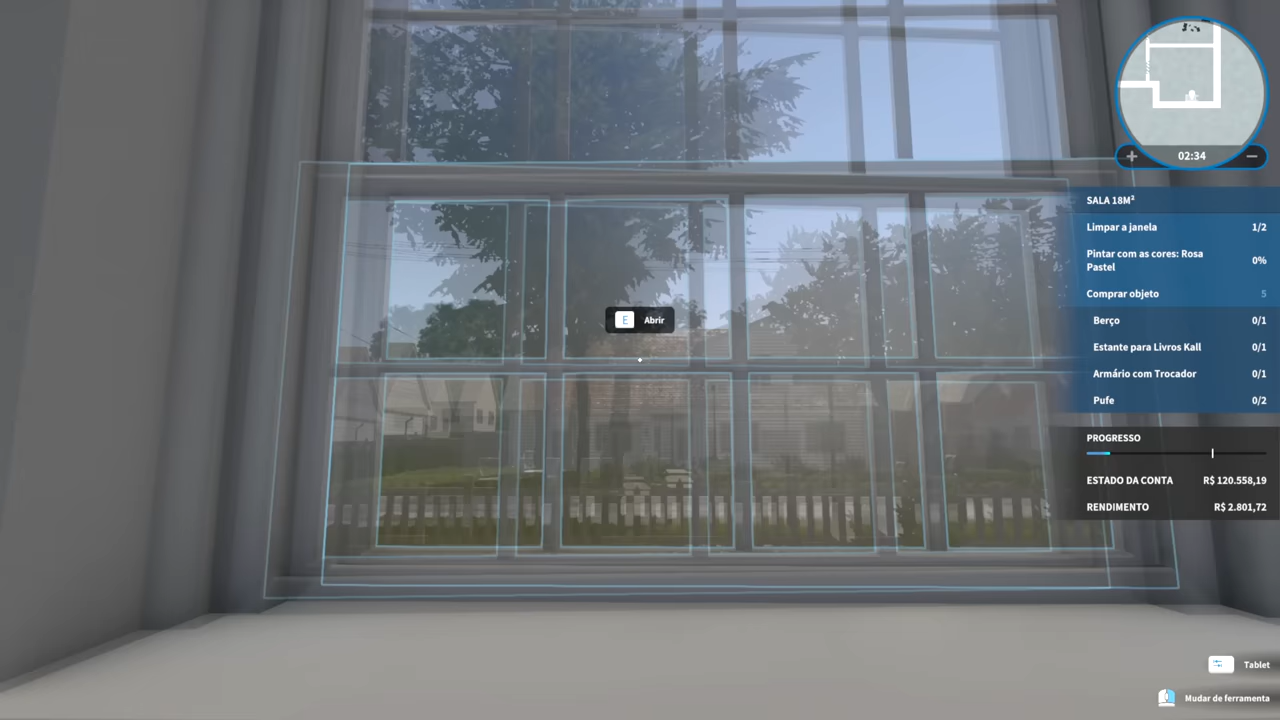 02:34
SALA 18M²
Limpar a janela 1/2
Pintar com as cores: Rosa
Pastel 0%
Comprar objeto 5
E Abrir
Berço 0/1
Estante para Livros Kall 0/1
Armário com Trocador 0/1
Pufe 0/2
PROGRESSO
ESTADO DA CONTA R$ 120.558,19
RENDIMENTO R$ 2.801,72
Tablet
Mudar de ferramenta